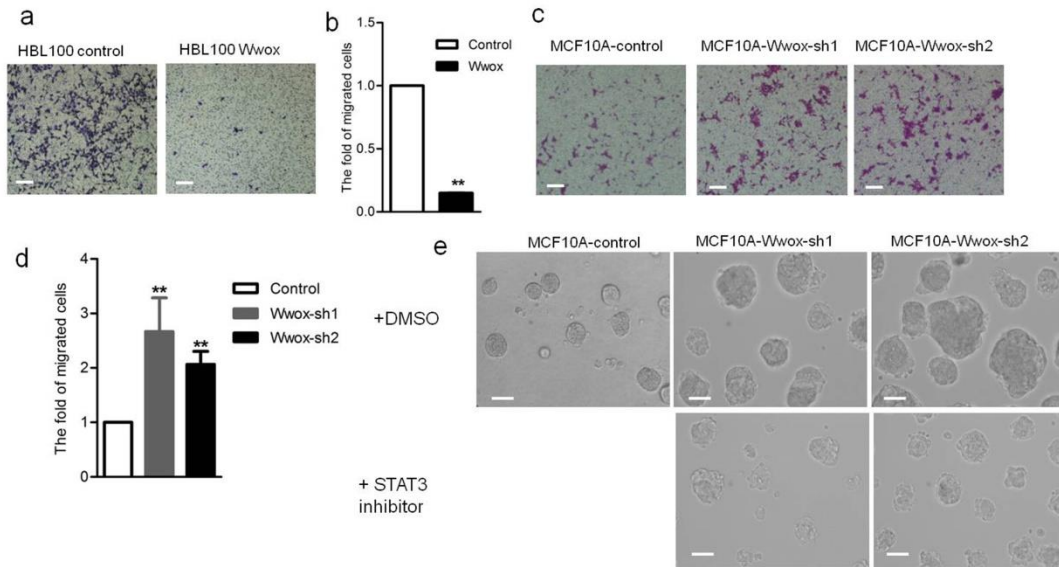 a
HBL100 control
HBL100 Wwox
b
The fold of migrated cells
1.5
1.0
0.5
0.0
Control
Wwox
**
c
MCF10A-control
MCF10A-Wwox-sh1
MCF10A-Wwox-sh2
d
The fold of migrated cells
4
3
2
1
0
**
**
Control
Wwox-sh1
Wwox-sh2
e
MCF10A-control
MCF10A-Wwox-sh1
MCF10A-Wwox-sh2
+DMSO
+ STAT3
inhibitor